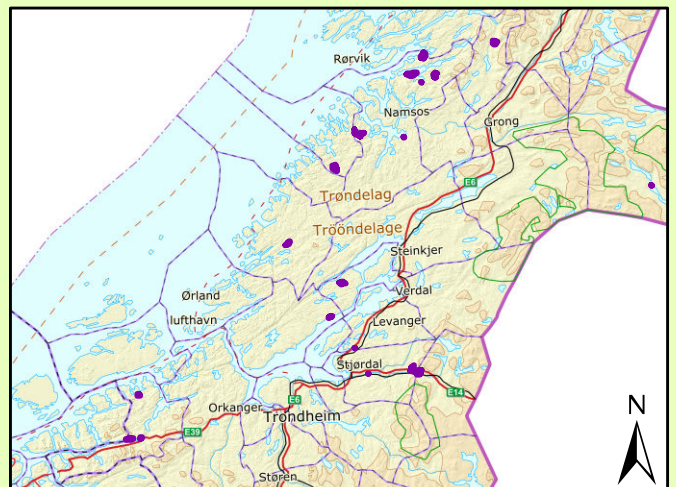 Rørvik
Namsos
Grong
Trøndelag
E6
Trööndelage
Steinkjer
Verdal
Ørland
lufthavn
Levanger
Stjørdal
E14
E6
Orkanger
Trondheim
E39
Støren
N